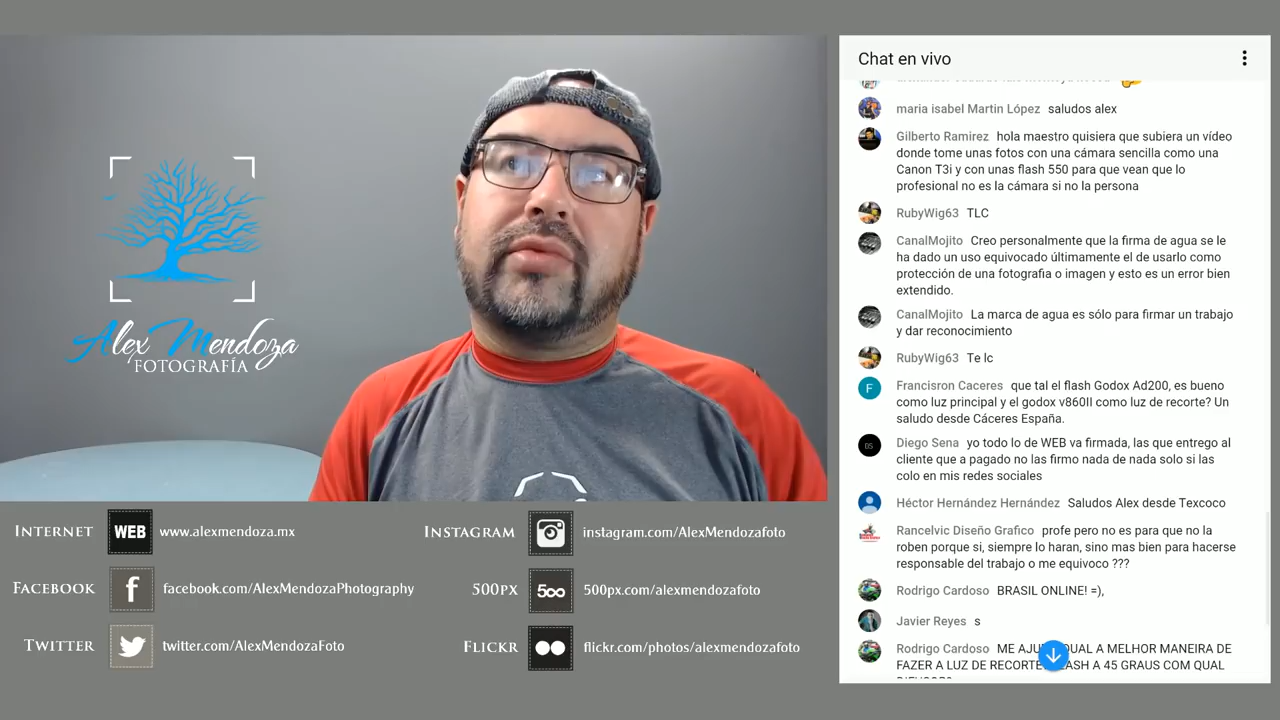 Alex Mendoza
FOTOGRAFÍA
INTERNET
WEB
www.alexmendoza.mx
FACEBOOK
f
facebook.com/AlexMendozaPhotography
TWITTER
twitter.com/AlexMendozaFoto
INSTAGRAM
instagram.com/AlexMendozafoto
500PX
500
500px.com/alexmendozafoto
FLICKR
flickr.com/photos/alexmendozafoto
Chat en vivo
maria isabel Martin López saludos alex
Gilberto Ramirez hola maestro quisiera que subiera un vídeo
donde tome unas fotos con una cámara sencilla como una
Canon T3i y con unas flash 550 para que vean que lo
profesional no es la cámara si no la persona
RubyWig63 TLC
CanalMojito Creo personalmente que la firma de agua se le
ha dado un uso equivocado últimamente el de usarlo como
protección de una fotografia o imagen y esto es un error bien
extendido.
CanalMojito La marca de agua es sólo para firmar un trabajo
y dar reconocimiento
RubyWig63 Te lc
F
Francisron Caceres que tal el flash Godox Ad200, es bueno
como luz principal y el godox v860II como luz de recorte? Un
saludo desde Cáceres España.
DS
Diego Sena yo todo lo de WEB va firmada, las que entrego al
cliente que a pagado no las firmo nada de nada solo si las
colo en mis redes sociales
Héctor Hernández Hernández Saludos Alex desde Texcoco
Rancelvic Diseño Grafico profe pero no es para que no la
roben porque si, siempre lo haran, sino mas bien para hacerse
responsable del trabajo o me equivoco ???
Rodrigo Cardoso BRASIL ONLINE! =),
Javier Reyes s
Rodrigo Cardoso ME QUAL A MELHOR MANEIRA DE
FAZER A LUZ DE RECORTE A 45 GRAUS COM QUAL